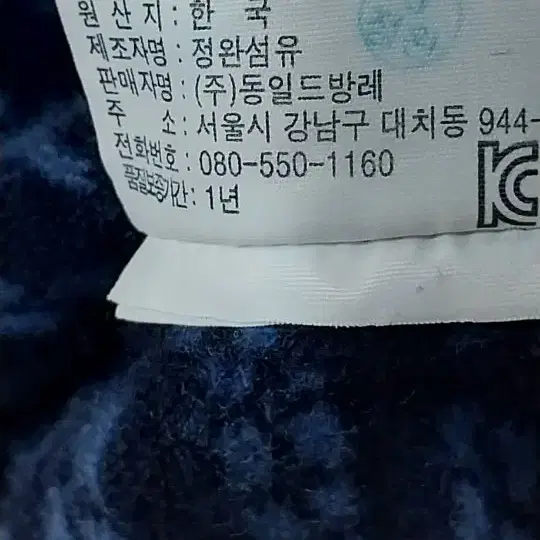 원 산 지 : 한 국
제조자명 : 정완섬유
판매자명 : (주)동일드방레
주 소 : 서울시 강남구 대치동 944-
전화번호 : 080-550-1160
품질보증기간 : 1년